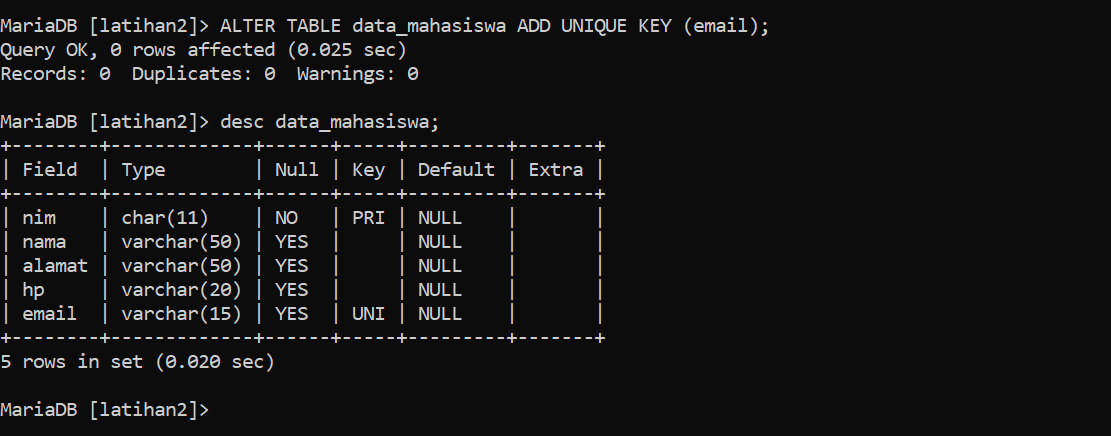 MariaDB [latihan2]> ALTER TABLE data_mahasiswa ADD UNIQUE KEY (email);
Query OK, 0 rows affected (0.025 sec)
Records: 0  Duplicates: 0  Warnings: 0

MariaDB [latihan2]> desc data_mahasiswa;
+--------+-------------+------+-----+---------+-------+
| Field  | Type        | Null | Key | Default | Extra |
+--------+-------------+------+-----+---------+-------+
| nim    | char(11)    | NO   | PRI | NULL    |       |
| nama   | varchar(50) | YES  |     | NULL    |       |
| alamat | varchar(50) | YES  |     | NULL    |       |
| hp     | varchar(20) | YES  |     | NULL    |       |
| email  | varchar(15) | YES  | UNI | NULL    |       |
+--------+-------------+------+-----+---------+-------+
5 rows in set (0.020 sec)

MariaDB [latihan2]>